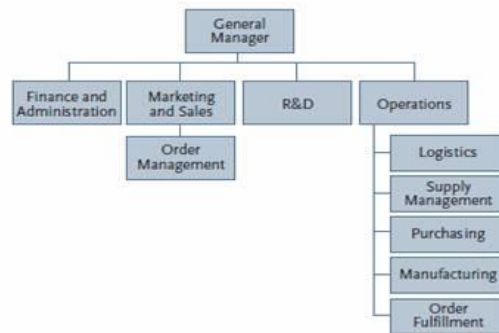 General
Manager
Finance and
Administration
Marketing
and Sales
R&D
Operations
Order
Management
Logistics
Supply
Management
Purchasing
Manufacturing
Order
Fulfillment